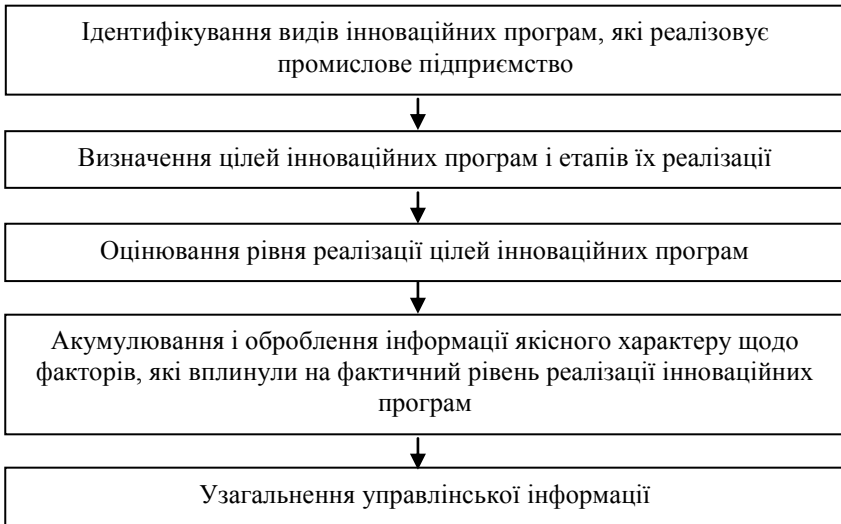 Ідентифікування видів інноваційних програм, які реалізовує
промислове підприємство
Визначення цілей інноваційних програм і етапів їх реалізації
Оцінювання рівня реалізації цілей інноваційних програм
Акумулювання і оброблення інформації якісного характеру щодо
факторів, які вплинули на фактичний рівень реалізації інноваційних
програм
Узагальнення управлінської інформації